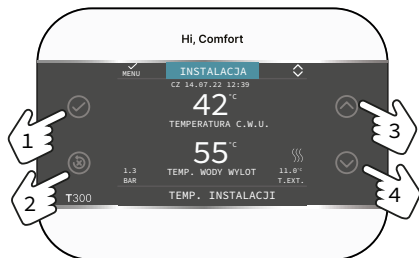 Hi, Comfort
MENU INSTALACJA
CZ 14.07.22 12:39
42°C
TEMPERATURA C.W.U.
1
3
55°C
1.3 TEMP. WODY WYLOT 11.0°C
BAR T.EXT.
2
4
T300 TEMP. INSTALACJI